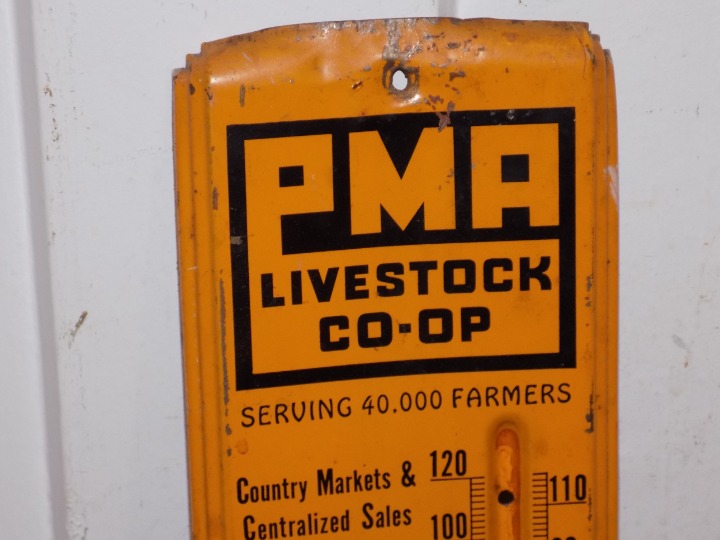 PMA
LIVESTOCK
CO-OP
SERVING 40,000 FARMERS
Country Markets &
Centralized Sales
120
110
100